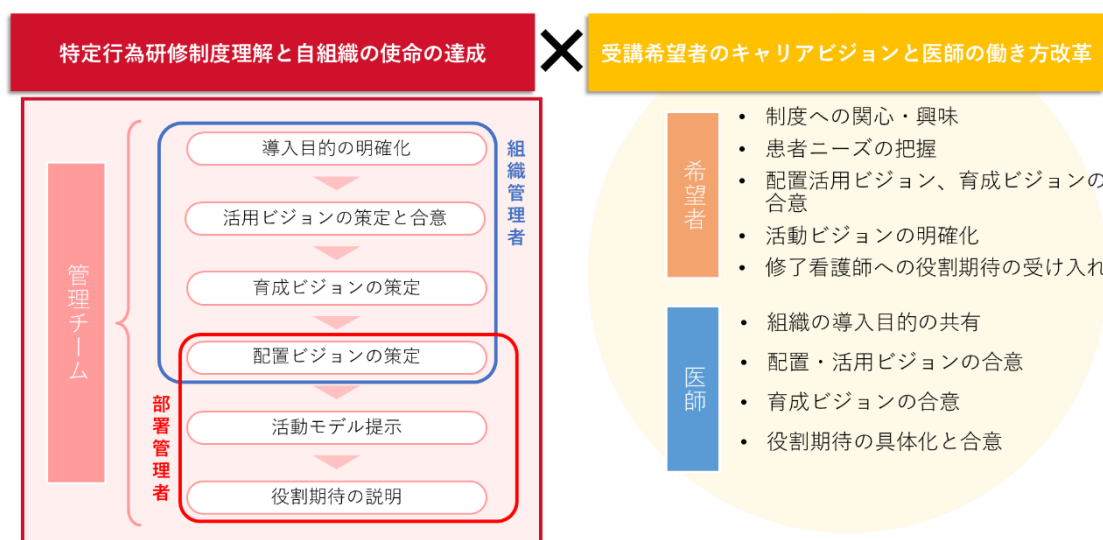 特定行為研修制度理解と自組織の使命の達成
×
受講希望者のキャリアビジョンと医師の働き方改革
管理チーム
導入目的の明確化
活用ビジョンの策定と合意
育成ビジョンの策定
配置ビジョンの策定
活動モデル提示
役割期待の説明
組織管理者
部署管理者
希望者
• 制度への関心・興味
• 患者ニーズの把握
• 配置活用ビジョン、育成ビジョンの
合意
• 活動ビジョンの明確化
• 修了看護師への役割期待の受け入れ
医師
• 組織の導入目的の共有
• 配置・活用ビジョンの合意
• 育成ビジョンの合意
• 役割期待の具体化と合意